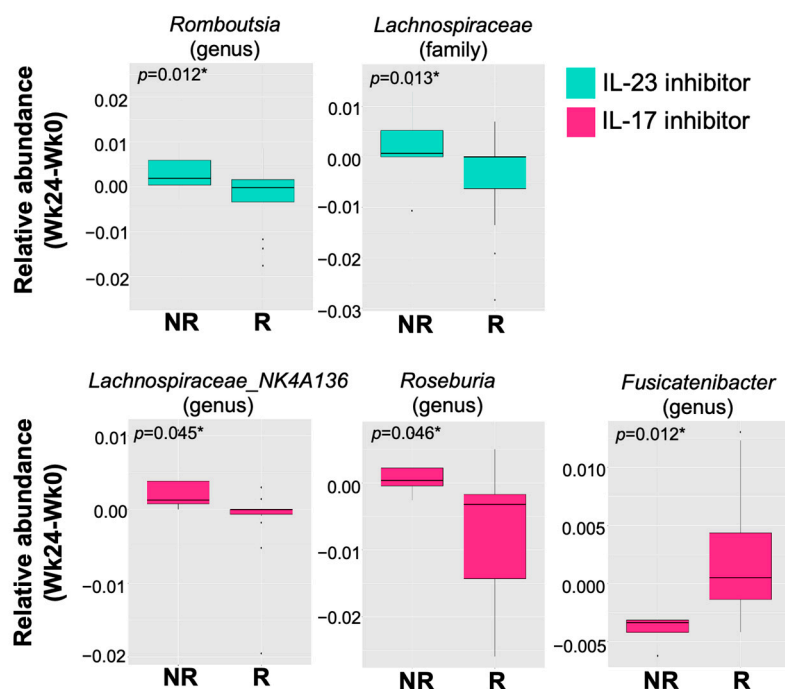 Romboutsia
(genus)
Lachnospiraceae
(family)
IL-23 inhibitor
IL-17 inhibitor
Relative abundance
(Wk24-Wk0)
p=0.012*
0.02
0.01
0.00
−0.01
−0.02
NR
R
p=0.013*
0.01
0.00
−0.01
−0.02
−0.03
NR
R
Lachnospiraceae_NK4A136
(genus)
Roseburia
(genus)
Fusicatenibacter
(genus)
Relative abundance
(Wk24-Wk0)
p=0.045*
0.01
0.00
−0.01
−0.02
NR
R
p=0.046*
0.00
−0.01
−0.02
NR
R
p=0.012*
0.010
0.005
0.000
−0.005
NR
R